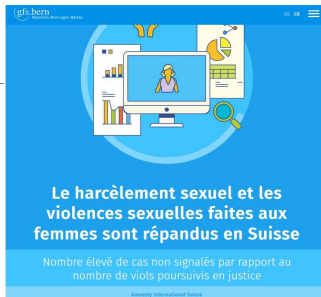 gfs.bern
Menschen. Meinungen. Märkte.
DE FR
Le harcèlement sexuel et les
violences sexuelles faites aux
femmes sont répandus en Suisse
Nombre élevé de cas non signalés par rapport au
nombre de viols poursuivis en justice
Amnesty International Suisse